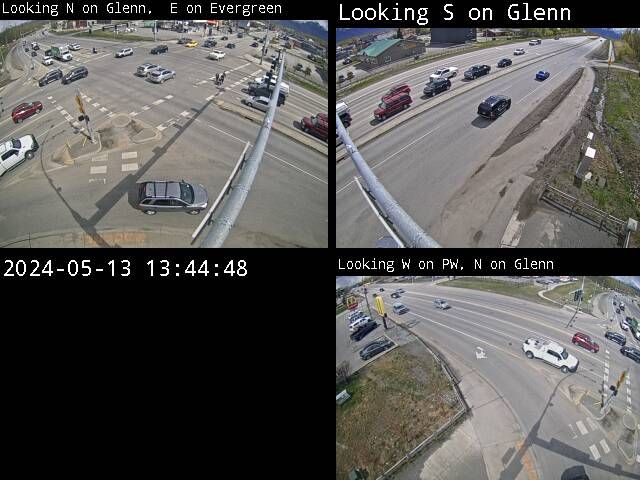 Looking N on Glenn,  E on Evergreen
Looking S on Glenn
2024-05-13 13:44:48
Looking W on PW, N on Glenn